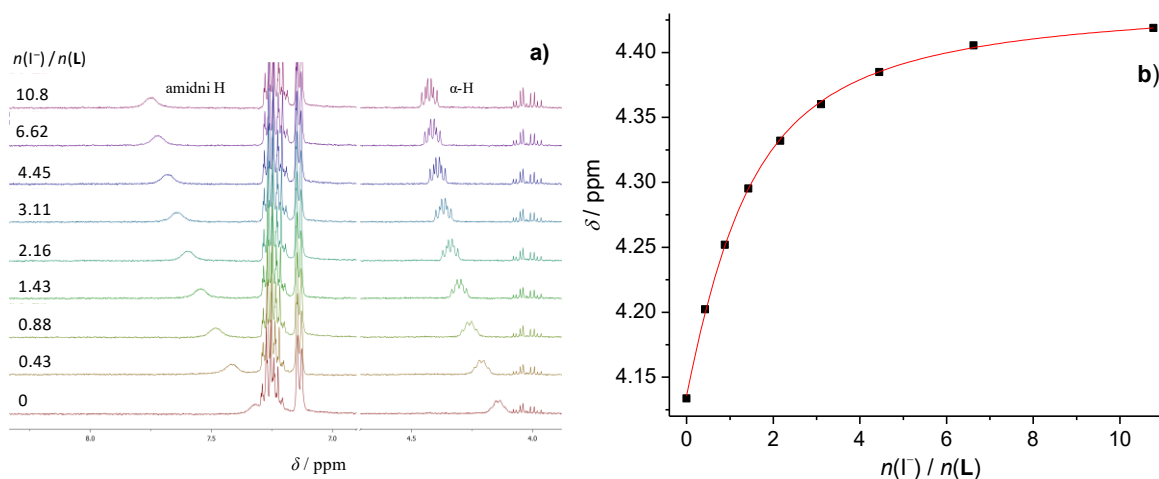 n(I⁻) / n(L)
a)
amidni H
α-H
10.8
6.62
4.45
3.11
2.16
1.43
0.88
0.43
0
8.0 7.5 7.0 4.5 4.0
δ / ppm
b)
δ / ppm
4.40
4.35
4.30
4.25
4.20
4.15
0 2 4 6 8 10
n(I⁻) / n(L)